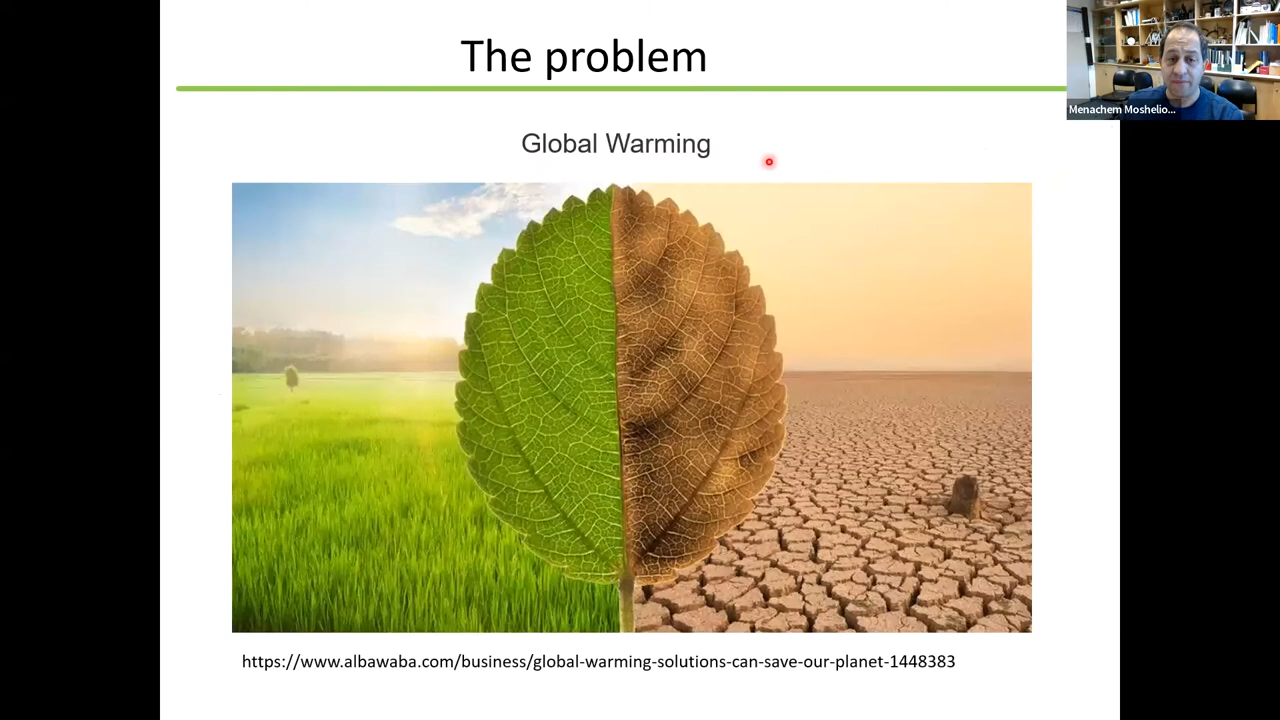 The problem
Menachem Moshelio...
Global Warming
https://www.albawaba.com/business/global-warming-solutions-can-save-our-planet-1448383